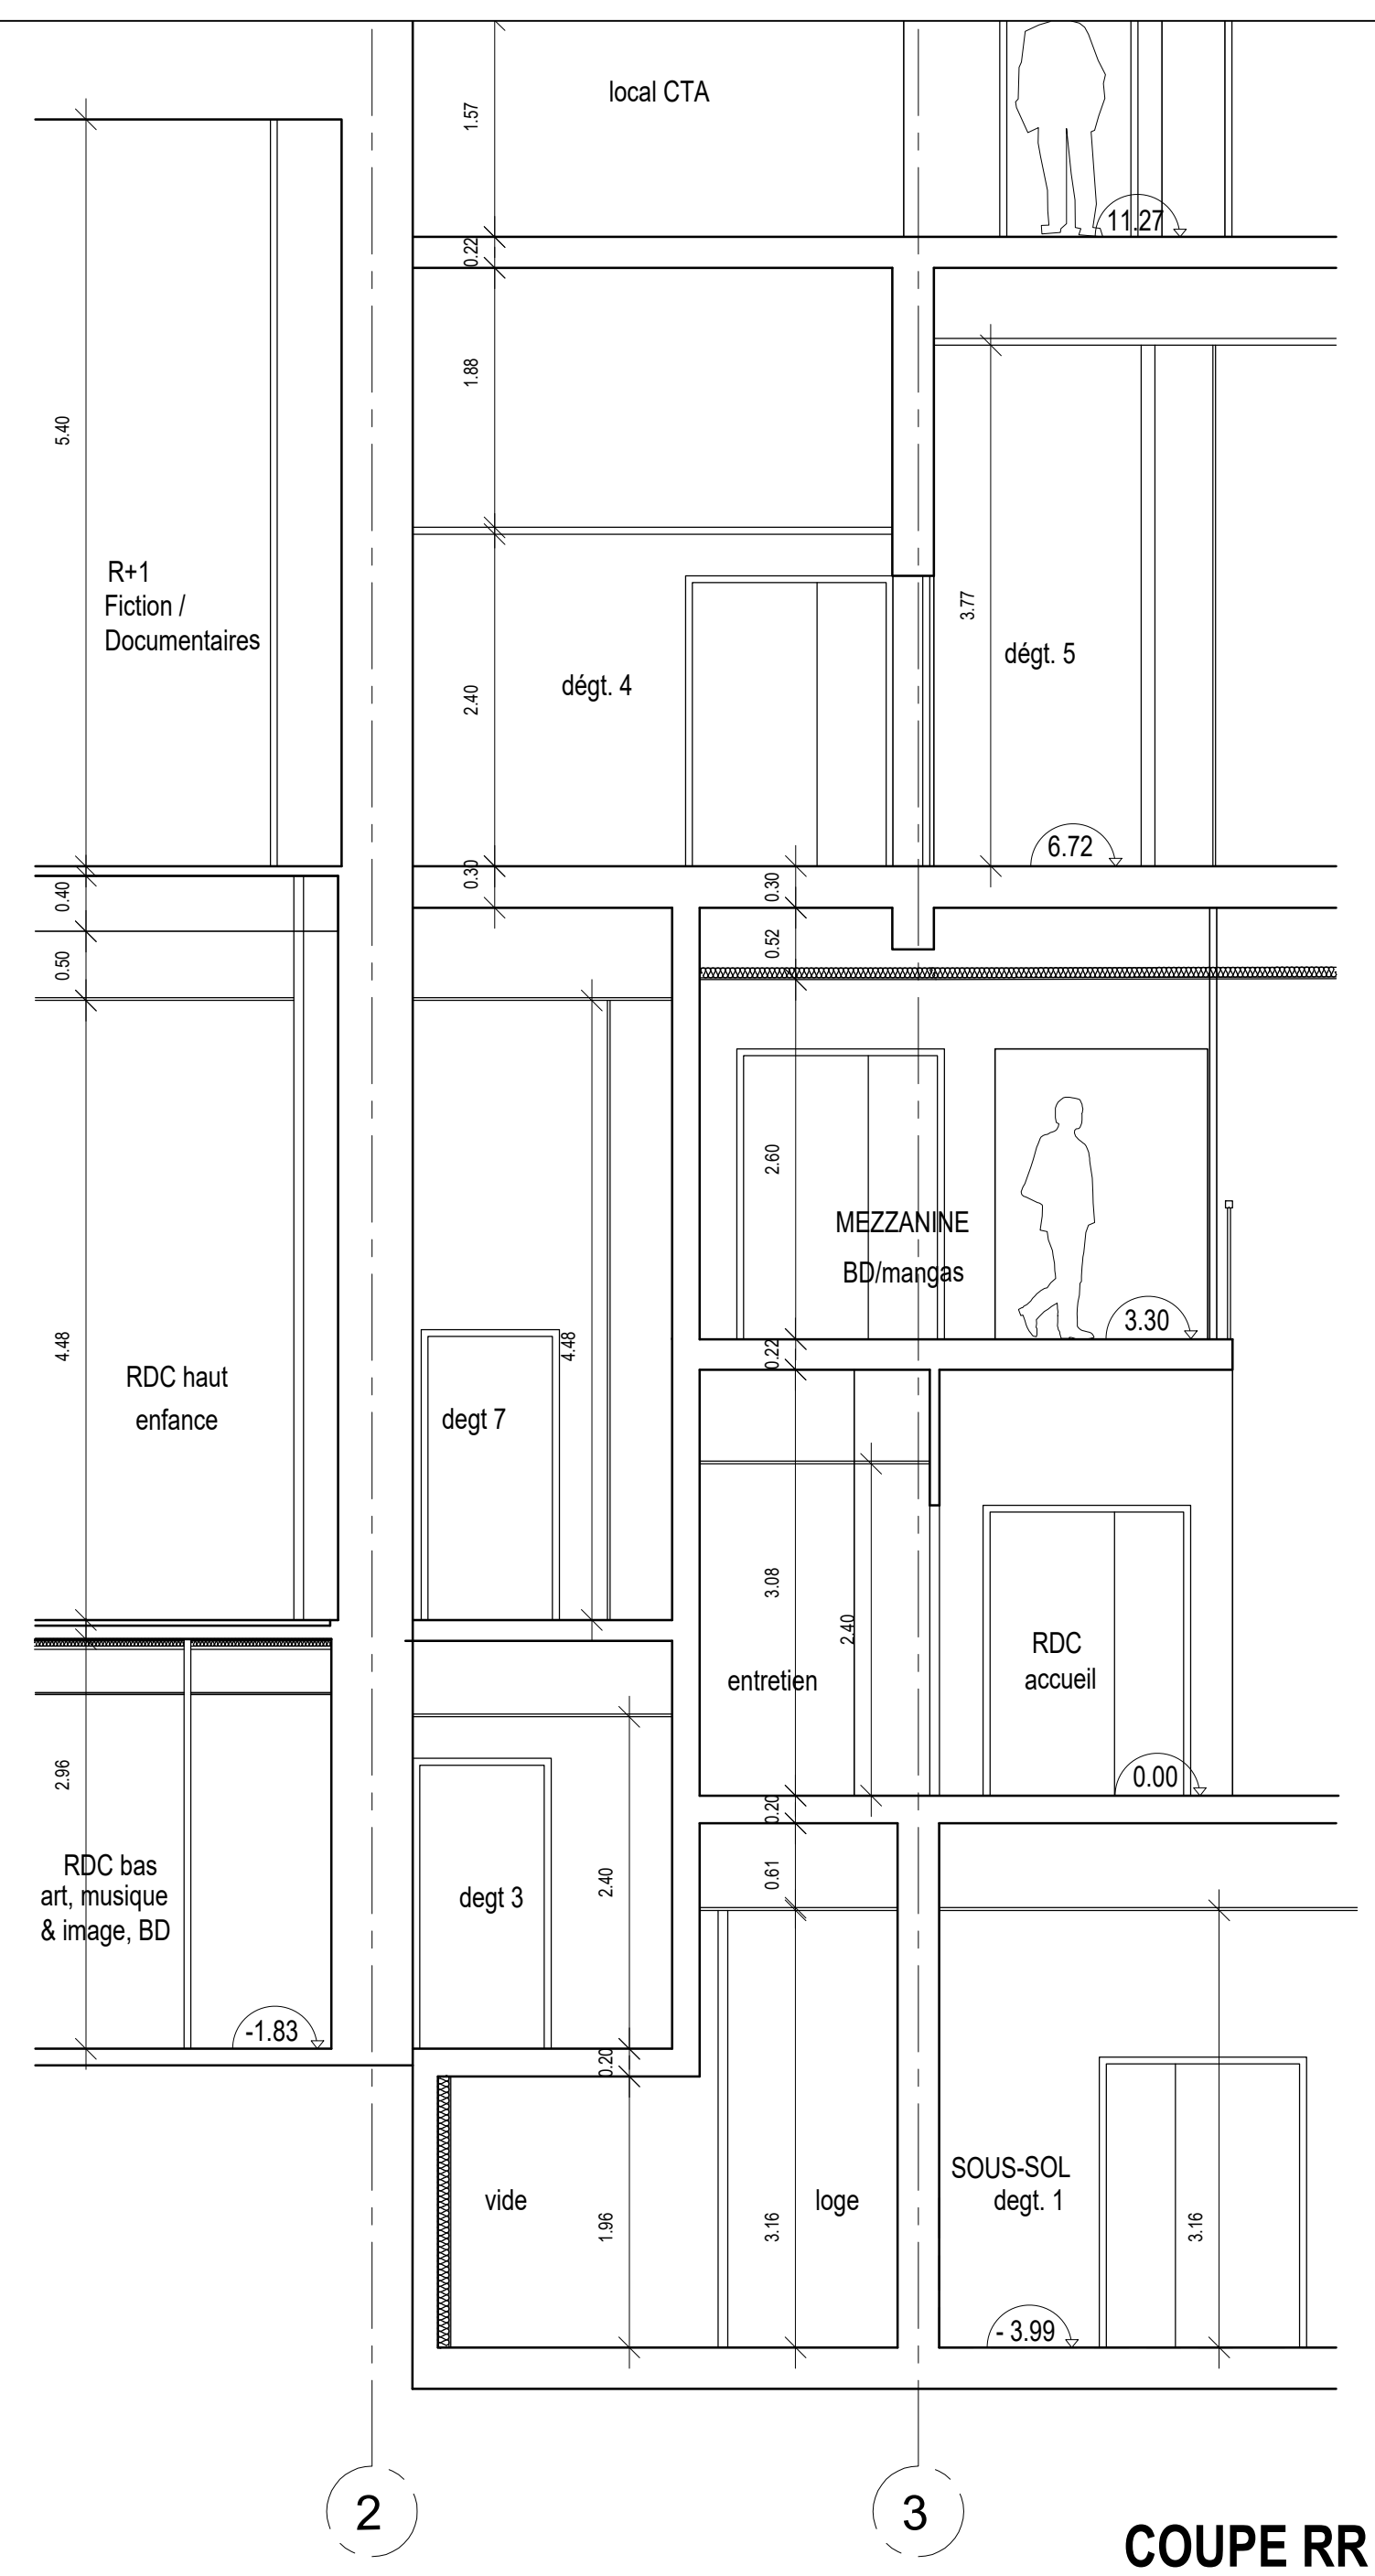 local CTA
1.57
11.27
0.22
1.88
5.40
R+1
Fiction /
Documentaires
3.77
dégt. 5
dégt. 4
2.40
6.72
0.30
0.30
0.40
0.52
0.50
2.60
MEZZANINE
BD/mangas
3.30
4.48
4.48
0.22
RDC haut
enfance
degt 7
3.08
2.40
RDC
accueil
entretien
2.96
0.00
0.20
RDC bas
art, musique
& image, BD
degt 3
2.40
0.61
-1.83
0.20
SOUS-SOL
degt. 1
vide
loge
1.96
3.16
3.16
- 3.99
2
3
COUPE RR